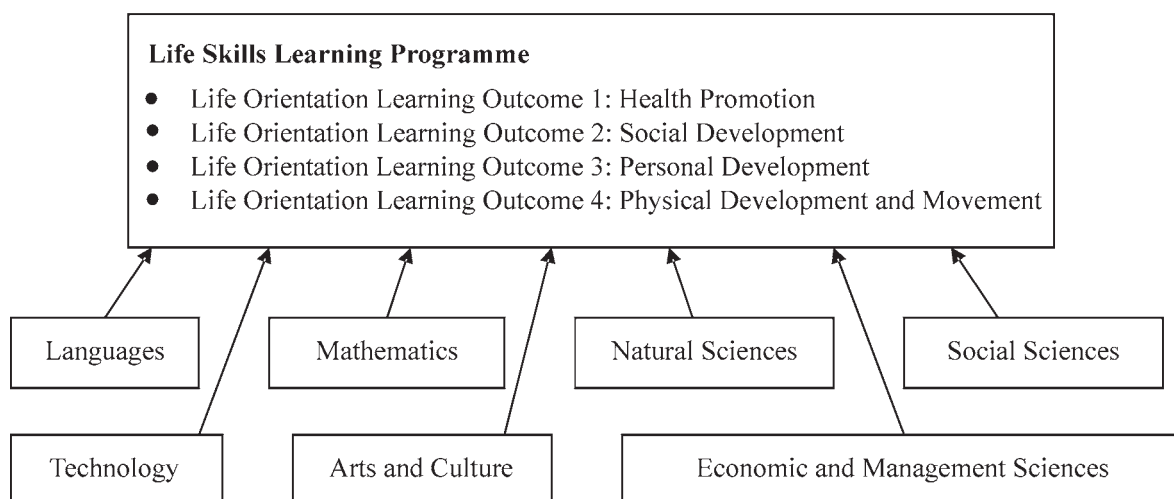 Life Skills Learning Programme
● Life Orientation Learning Outcome 1: Health Promotion
● Life Orientation Learning Outcome 2: Social Development
● Life Orientation Learning Outcome 3: Personal Development
● Life Orientation Learning Outcome 4: Physical Development and Movement
Languages
Mathematics
Natural Sciences
Social Sciences
Technology
Arts and Culture
Economic and Management Sciences